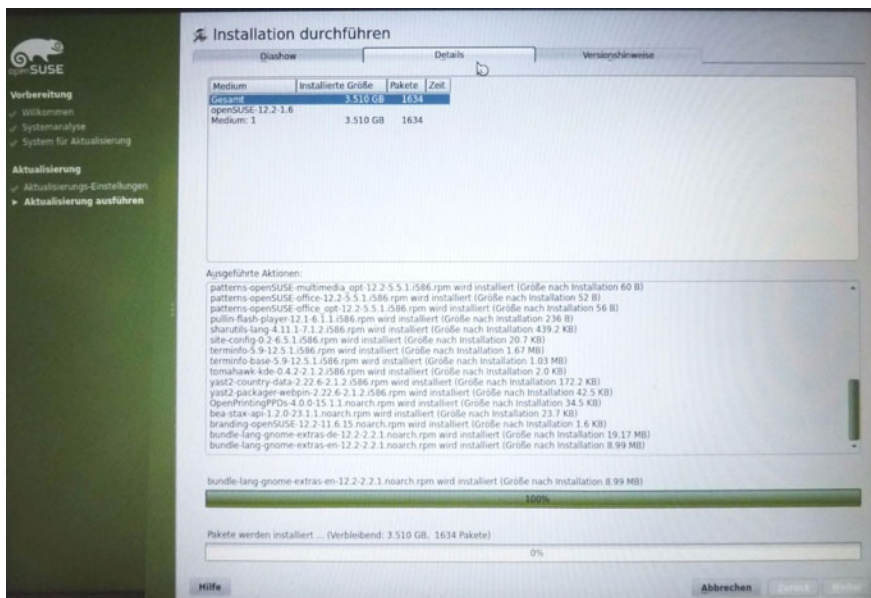 openSUSE
Vorbereitung
Willkommen
Systemanalyse
System für Aktualisierung
Aktualisierung
Aktualisierungs-Einstellungen
Aktualisierung ausführen
Installation durchführen
Diashow Details Versionshinweise
Medium Installierte Größe Pakete Zeit
Gesamt 3.510 GB 1634
openSUSE-12.2-1.6
Medium: 1 3.510 GB 1634
Ausgeführte Aktionen:
patterns-openSUSE-multimedia_opt-12.2-5.5.1.i586.rpm wird installiert (Größe nach Installation 60 B)
patterns-openSUSE-office-12.2-5.5.1.i586.rpm wird installiert (Größe nach Installation 52 B)
patterns-openSUSE-office_opt-12.2-5.5.1.i586.rpm wird installiert (Größe nach Installation 56 B)
pullin-flash-player-12.1-6.1.1.i586.rpm wird installiert (Größe nach Installation 236 B)
sharutils-lang-4.11.1-7.1.2.i586.rpm wird installiert (Größe nach Installation 439.2 KB)
site-config-0.2-6.5.1.i586.rpm wird installiert (Größe nach Installation 20.7 KB)
terminfo-5.9-12.5.1.i586.rpm wird installiert (Größe nach Installation 1.67 MB)
terminfo-base-5.9-12.5.1.i586.rpm wird installiert (Größe nach Installation 1.03 MB)
tomahawk-kde-0.4.2-2.1.2.i586.rpm wird installiert (Größe nach Installation 2.0 KB)
yast2-country-data-2.22.6-2.1.2.i586.rpm wird installiert (Größe nach Installation 172.2 KB)
yast2-packager-webpin-2.22.6-2.1.2.i586.rpm wird installiert (Größe nach Installation 42.5 KB)
OpenPrintingPPDs-4.0.0-15.1.1.noarch.rpm wird installiert (Größe nach Installation 34.5 KB)
bea-stax-api-1.2.0-23.1.1.noarch.rpm wird installiert (Größe nach Installation 23.7 KB)
branding-openSUSE-12.2-11.6.15.noarch.rpm wird installiert (Größe nach Installation 1.6 KB)
bundle-lang-gnome-extras-de-12.2-2.2.1.noarch.rpm wird installiert (Größe nach Installation 19.17 MB)
bundle-lang-gnome-extras-en-12.2-2.2.1.noarch.rpm wird installiert (Größe nach Installation 8.99 MB)
bundle-lang-gnome-extras-en-12.2-2.2.1.noarch.rpm wird installiert (Größe nach Installation 8.99 MB)
100%
Pakete werden installiert ... (Verbleibend: 3.510 GB, 1634 Pakete)
0%
Hilfe Abbrechen Zurück Weiter